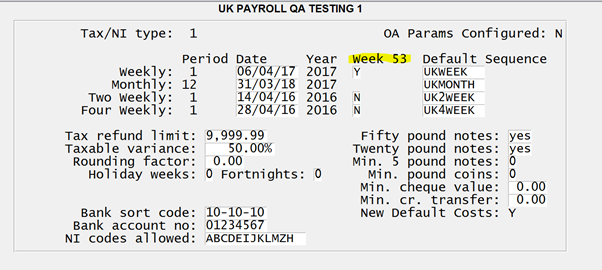 UK PAYROLL QA TESTING 1
Tax/NI type: 1 OA Params Configured: N
Period Date Year Week 53 Default Sequence
Weekly: 1 06/04/17 2017 Y UKWEEK
Monthly: 12 31/03/18 2017 UKMONTH
Two Weekly: 1 14/04/16 2016 N UK2WEEK
Four Weekly: 1 28/04/16 2016 N UK4WEEK
Tax refund limit: 9,999.99 Fifty pound notes: yes
Taxable variance: 50.00% Twenty pound notes: yes
Rounding factor: 0.00 Min. 5 pound notes: 0
Holiday weeks: 0 Fortnights: 0 Min. pound coins: 0
Min. cheque value: 0.00
Min. cr. transfer: 0.00
Bank sort code: 10-10-10 New Default Costs: Y
Bank account no: 01234567
NI codes allowed: ABCDEIJKLMZH